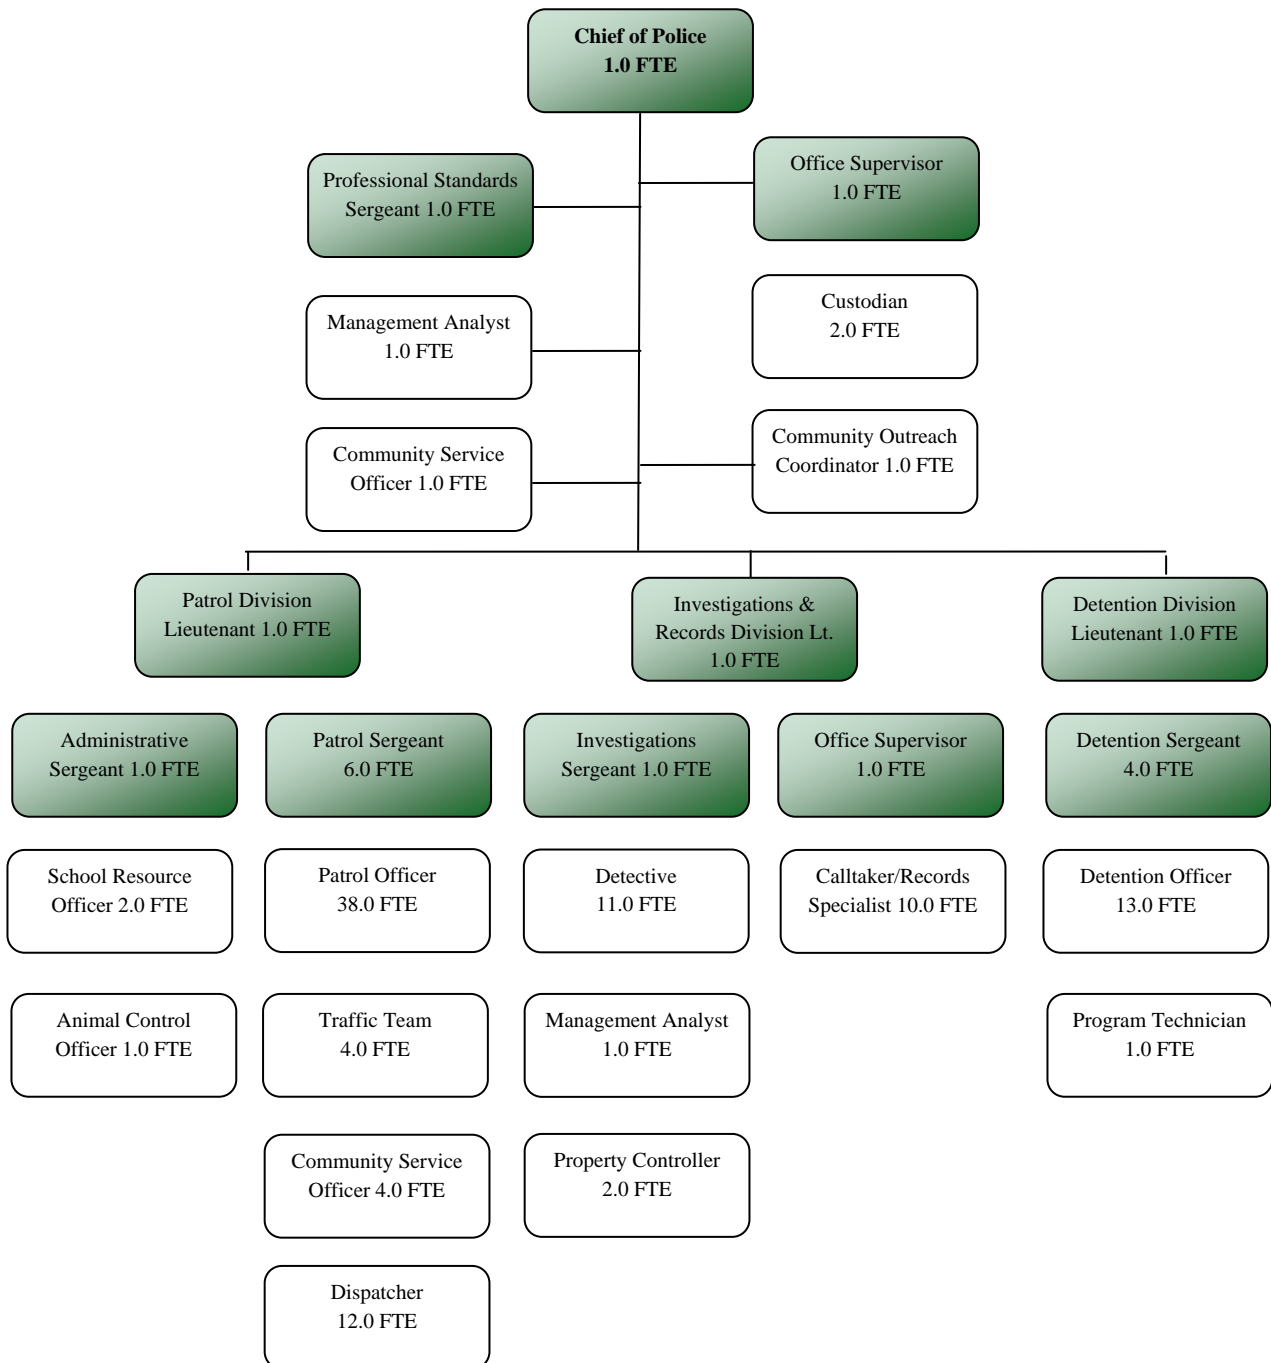 Chief of Police
1.0 FTE
Professional Standards
Sergeant 1.0 FTE
Office Supervisor
1.0 FTE
Management Analyst
1.0 FTE
Custodian
2.0 FTE
Community Service
Officer 1.0 FTE
Community Outreach
Coordinator 1.0 FTE
Patrol Division
Lieutenant 1.0 FTE
Investigations &
Records Division Lt.
1.0 FTE
Detention Division
Lieutenant 1.0 FTE
Administrative
Sergeant 1.0 FTE
Patrol Sergeant
6.0 FTE
Investigations
Sergeant 1.0 FTE
Office Supervisor
1.0 FTE
Detention Sergeant
4.0 FTE
School Resource
Officer 2.0 FTE
Patrol Officer
38.0 FTE
Detective
11.0 FTE
Calltaker/Records
Specialist 10.0 FTE
Detention Officer
13.0 FTE
Animal Control
Officer 1.0 FTE
Traffic Team
4.0 FTE
Management Analyst
1.0 FTE
Program Technician
1.0 FTE
Community Service
Officer 4.0 FTE
Property Controller
2.0 FTE
Dispatcher
12.0 FTE